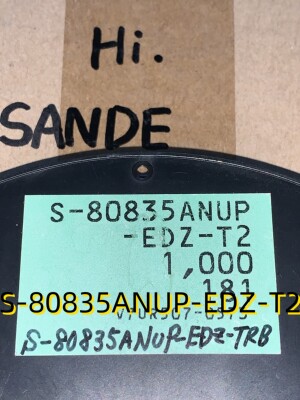 Hi.
SANDE
S-80835ANUP
-EDZ-T2
1,000
181
S-80835ANUP-EDZ-T2
S-80835ANUP-EDZ-TRB